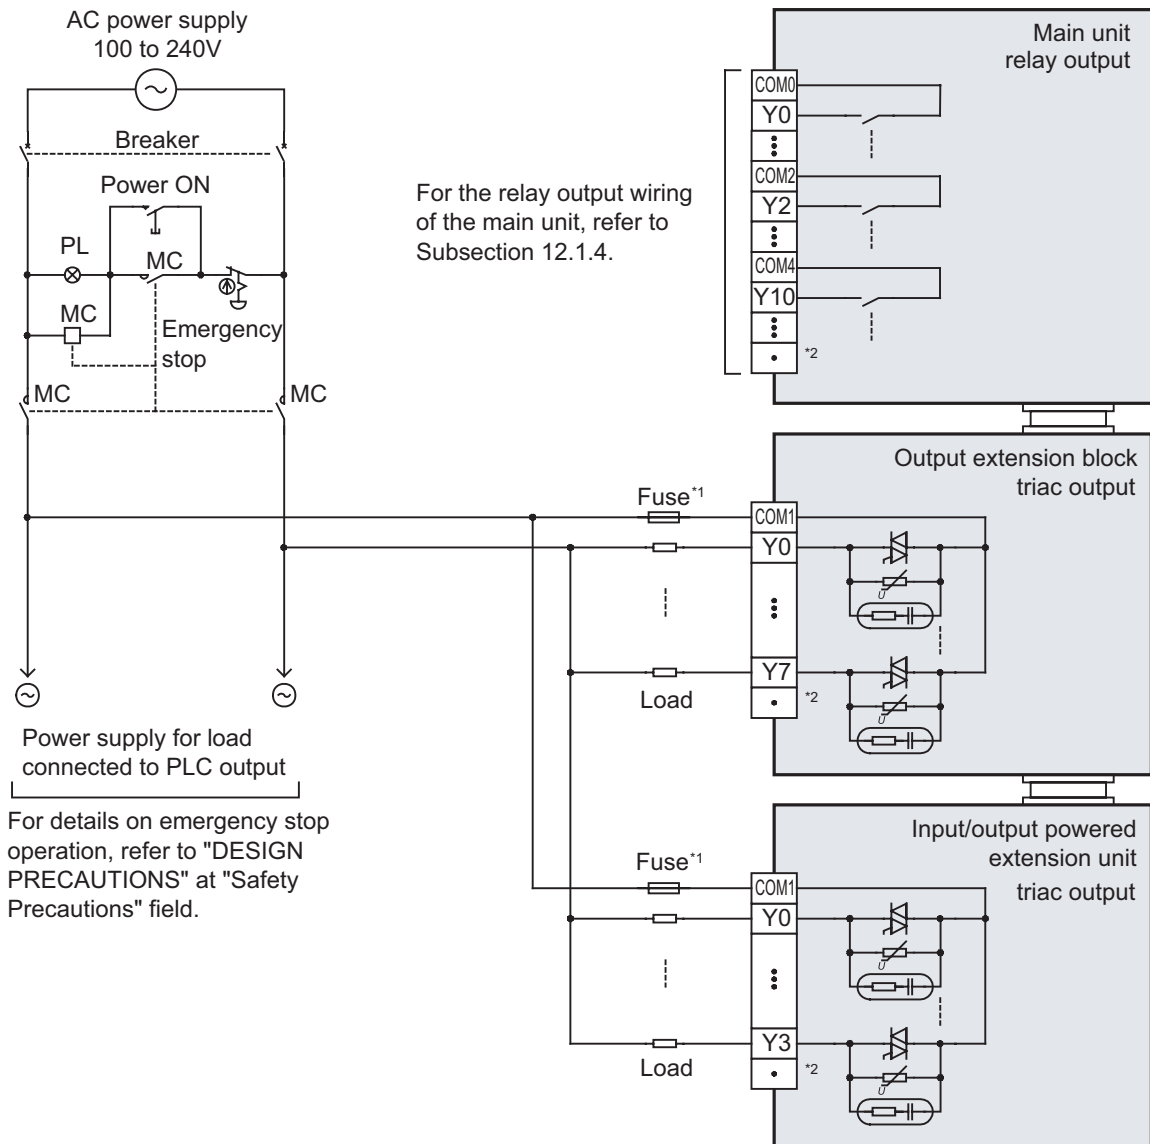 AC power supply
100 to 240V
Breaker
Power ON
PL
MC
MC
Emergency
stop
MC
MC
Power supply for load
connected to PLC output
For details on emergency stop
operation, refer to "DESIGN
PRECAUTIONS" at "Safety
Precautions" field.
For the relay output wiring
of the main unit, refer to
Subsection 12.1.4.
Main unit
relay output
COM0
Y0
COM2
Y2
COM4
Y10
*2
Output extension block
triac output
Fuse*1
COM1
Y0
U
Y7
Load
*2
U
Input/output powered
extension unit
triac output
Fuse*1
COM1
Y0
U
Y3
Load
*2
U